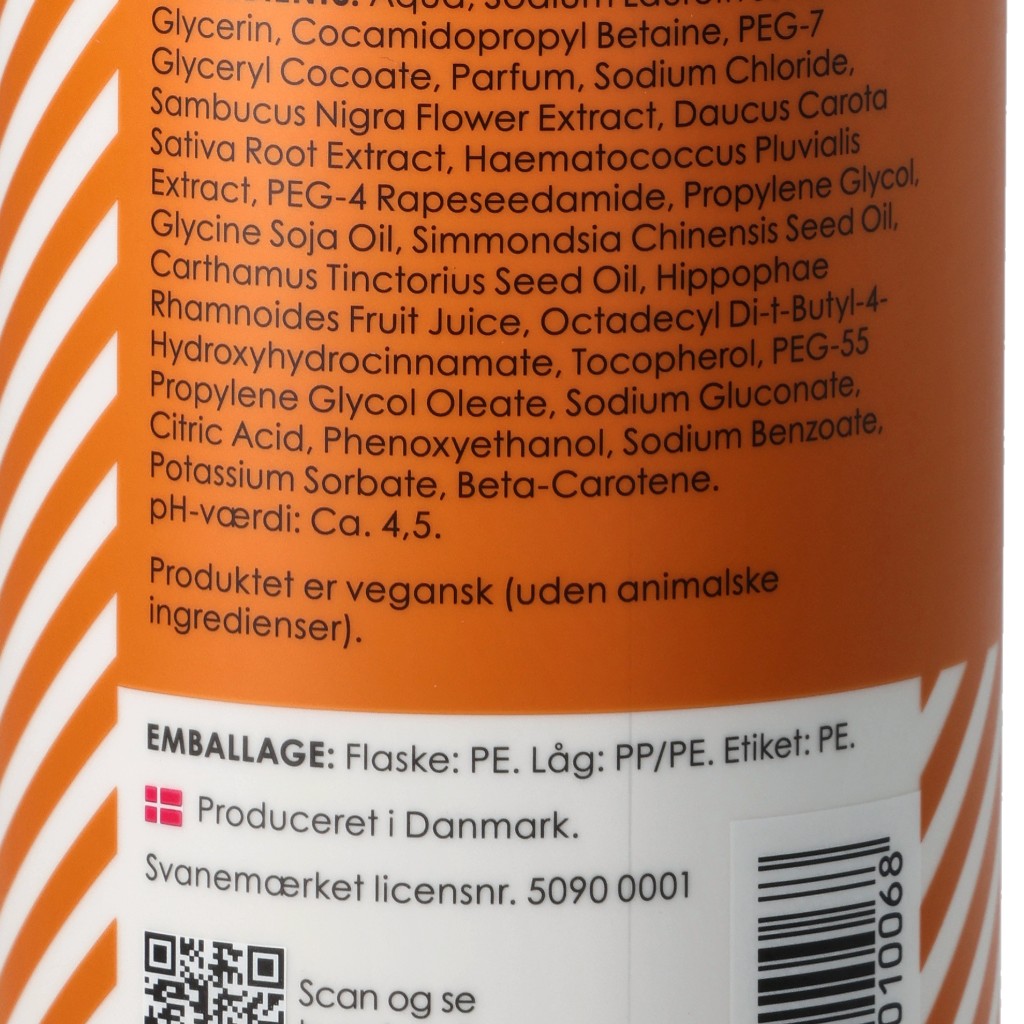 Aqua, Sodium
Glycerin, Cocamidopropyl Betaine, PEG-7
Glyceryl Cocoate, Parfum, Sodium Chloride,
Sambucus Nigra Flower Extract, Daucus Carota
Sativa Root Extract, Haematococcus Pluvialis
Extract, PEG-4 Rapeseedamide, Propylene Glycol,
Glycine Soja Oil, Simmondsia Chinensis Seed Oil,
Carthamus Tinctorius Seed Oil, Hippophae
Rhamnoides Fruit Juice, Octadecyl Di-t-Butyl-4-
Hydroxyhydrocinnamate, Tocopherol, PEG-55
Propylene Glycol Oleate, Sodium Gluconate,
Citric Acid, Phenoxyethanol, Sodium Benzoate,
Potassium Sorbate, Beta-Carotene.
pH-værdi: Ca. 4,5.
Produktet er vegansk (uden animalske
ingredienser).
EMBALLAGE: Flaske: PE. Låg: PP/PE. Etiket: PE.
Produceret i Danmark.
Svanemærket licensnr. 5090 0001
Scan og se
010068